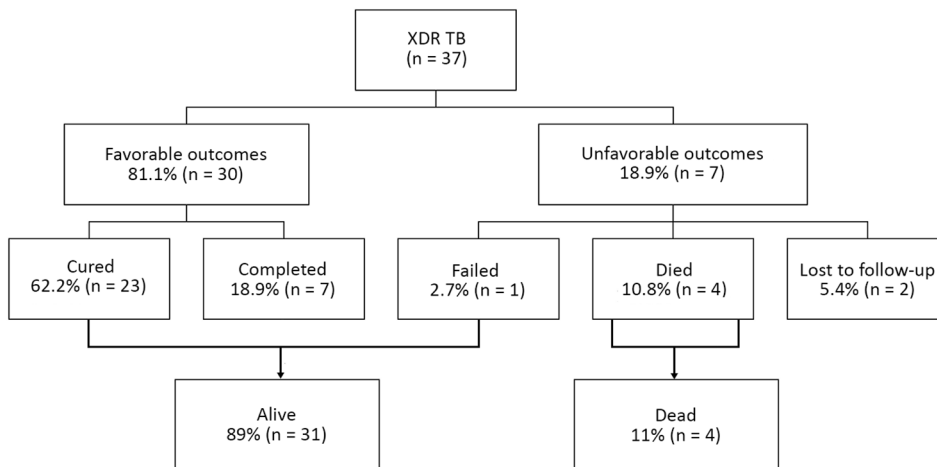 XDR TB
(n = 37)
Favorable outcomes
81.1% (n = 30)
Unfavorable outcomes
18.9% (n = 7)
Cured
62.2% (n = 23)
Completed
18.9% (n = 7)
Failed
2.7% (n = 1)
Died
10.8% (n = 4)
Lost to follow-up
5.4% (n = 2)
Alive
89% (n = 31)
Dead
11% (n = 4)